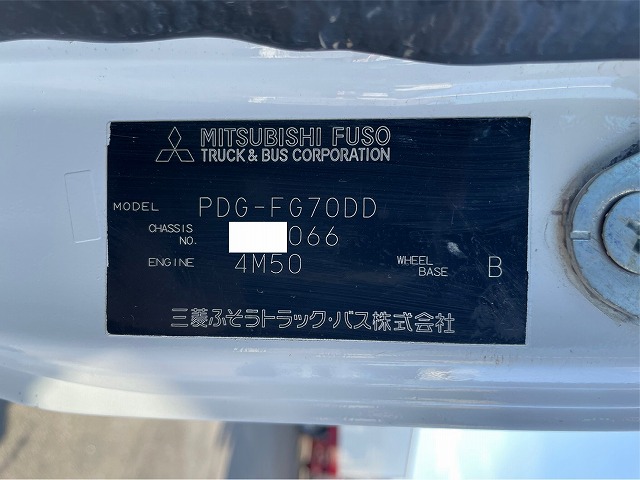 MITSUBISHI FUSO
TRUCK & BUS CORPORATION
MODEL PDG-FG70DD
CHASSIS NO. 066
ENGINE 4M50 WHEEL BASE B
三菱ふそうトラック・バス株式会社